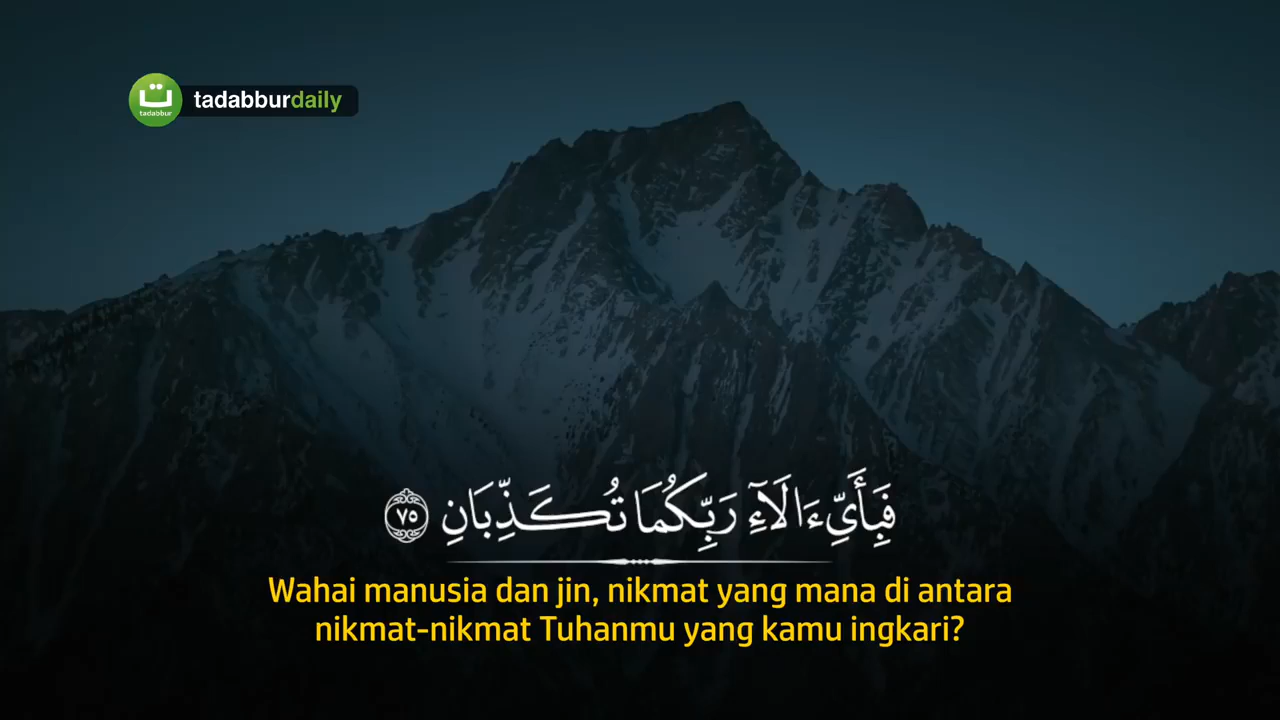 ت
tadabbur
tadabburdaily
فَبِأَيِّ ءَالَآءِ رَبِّكُمَا تُكَذِّبَانِ ٧٥
Wahai manusia dan jin, nikmat yang mana di antara
nikmat-nikmat Tuhanmu yang kamu ingkari?